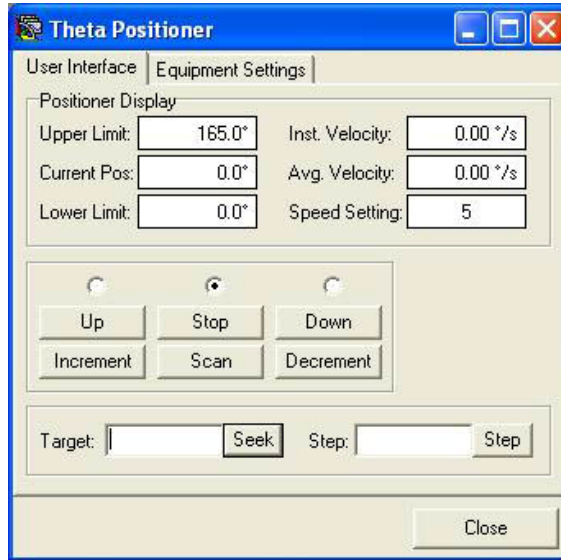 Theta Positioner
User Interface Equipment Settings
Positioner Display
Upper Limit: 165.0° Inst. Velocity: 0.00 °/s
Current Pos: 0.0° Avg. Velocity: 0.00 °/s
Lower Limit: 0.0° Speed Setting: 5
Up Stop Down
Increment Scan Decrement
Target: Seek Step: Step
Close